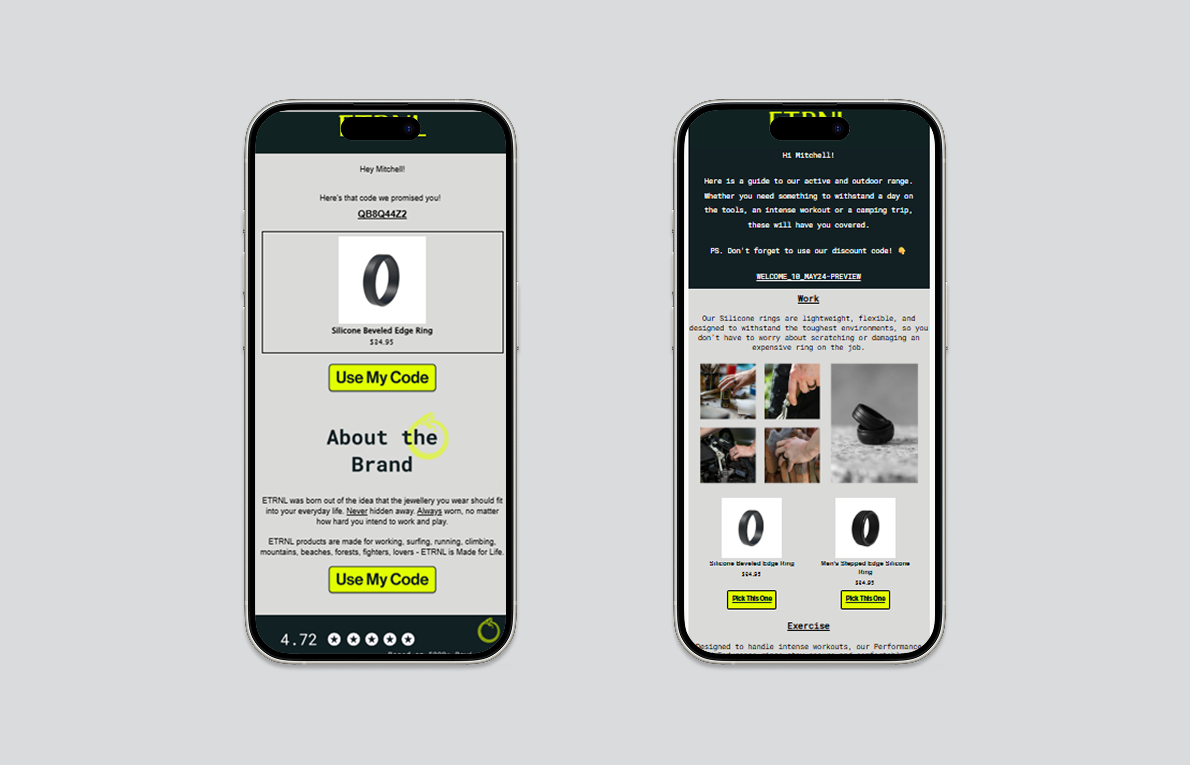 ETRNL
Hey Mitchell!
Here's that code we promised you!
QB8Q44Z2
Silicone Beveled Edge Ring
$34.95
Use My Code
About the
Brand
ETRNL was born out of the idea that the jewellery you wear should fit
into your everyday life. Never hidden away. Always worn, no matter
how hard you intend to work and play.
ETRNL products are made for working, surfing, running, climbing,
mountains, beaches, forests, fighters, lovers - ETRNL is Made for Life.
Use My Code
4.72
ETRNL
Hi Mitchell!
Here is a guide to our active and outdoor range.
Whether you need something to withstand a day on
the tools, an intense workout or a camping trip,
these will have you covered.
PS. Don't forget to use our discount code! 👇
WELCOME_10_MAY24-PREVIEW
Work
Our Silicone rings are lightweight, flexible, and
designed to withstand the toughest environments, so you
don't have to worry about scratching or damaging an
expensive ring on the job.
Silicone Beveled Edge Ring
$34.95
Pick This One
Men's Stepped Edge Silicone
Ring
$34.95
Pick This One
Exercise
Designed to handle intense workouts, our Performance